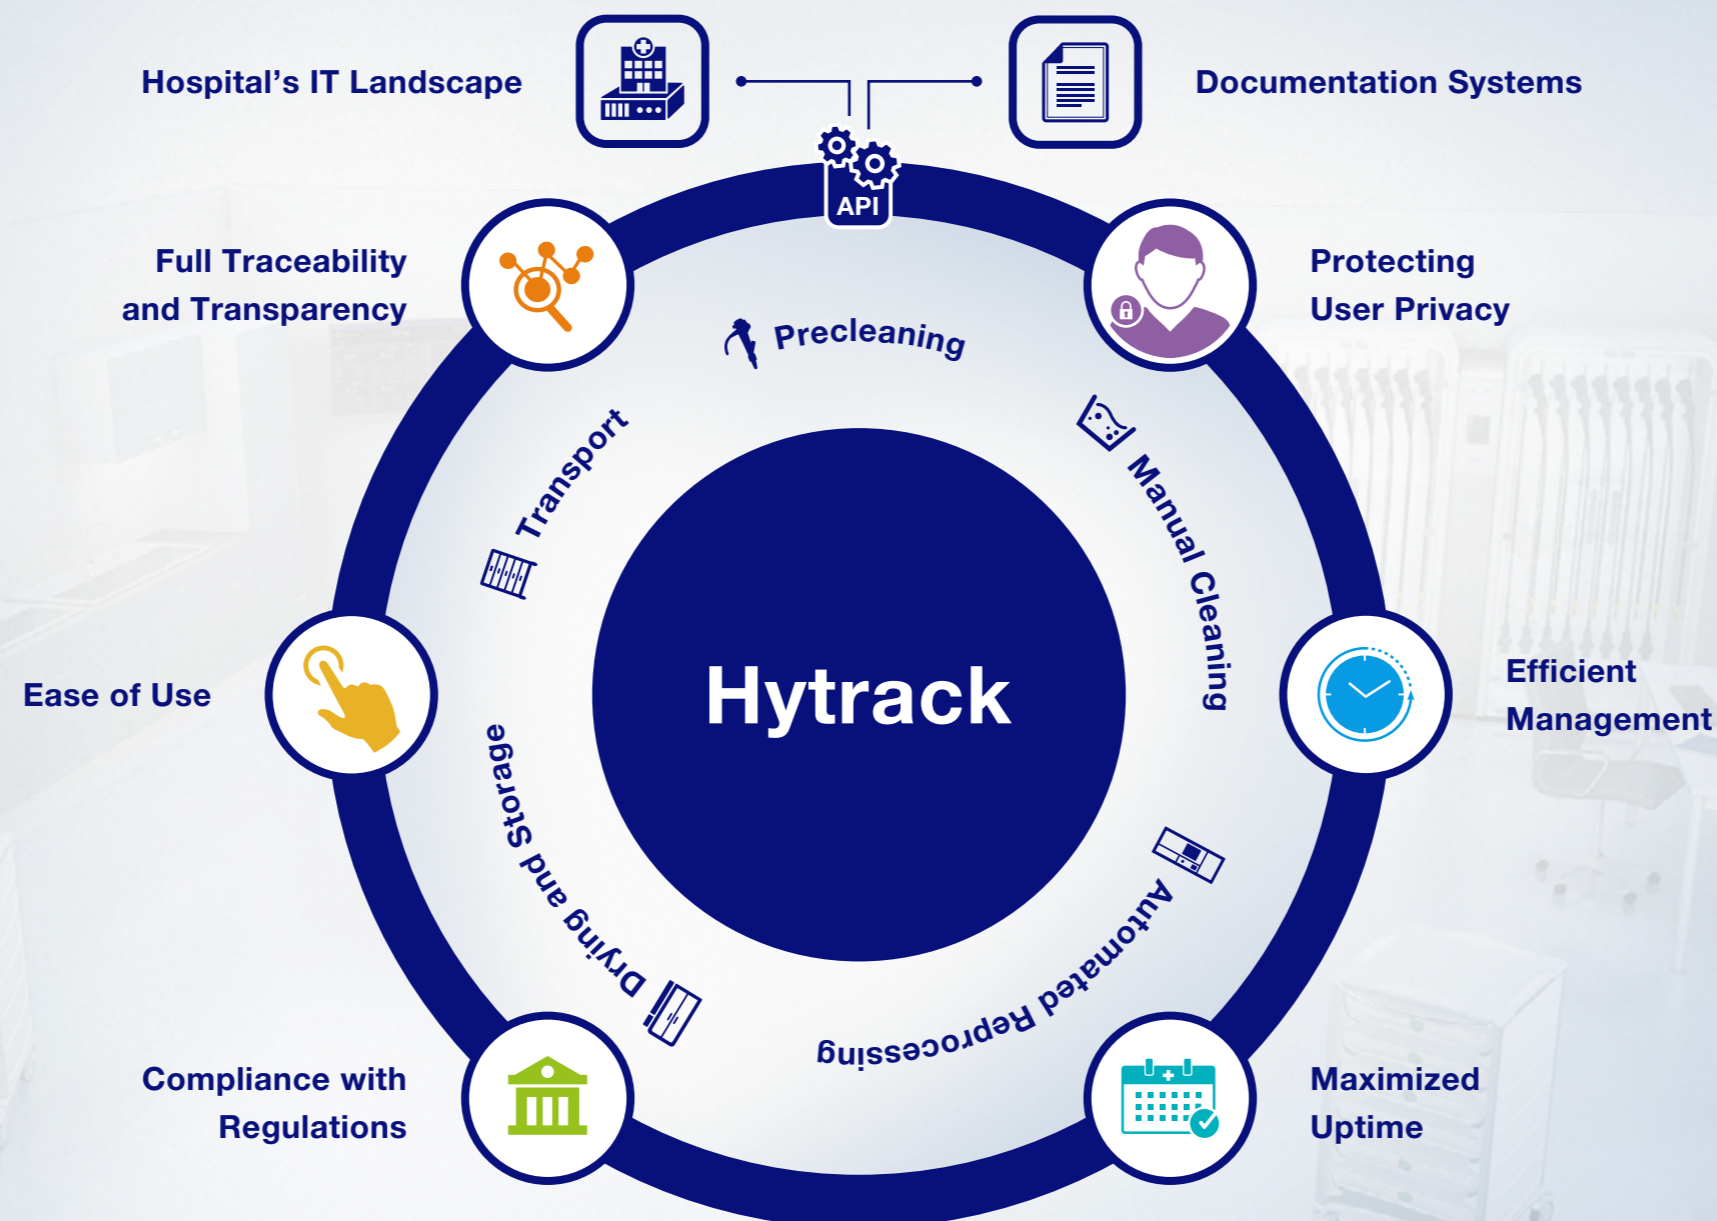 Hospital's IT Landscape
Documentation Systems
API
Full Traceability
and Transparency
Protecting
User Privacy
Precleaning
Transport
Manual Cleaning
Hytrack
Ease of Use
Efficient
Management
Drying and Storage
Automated Reprocessing
Compliance with
Regulations
Maximized
Uptime